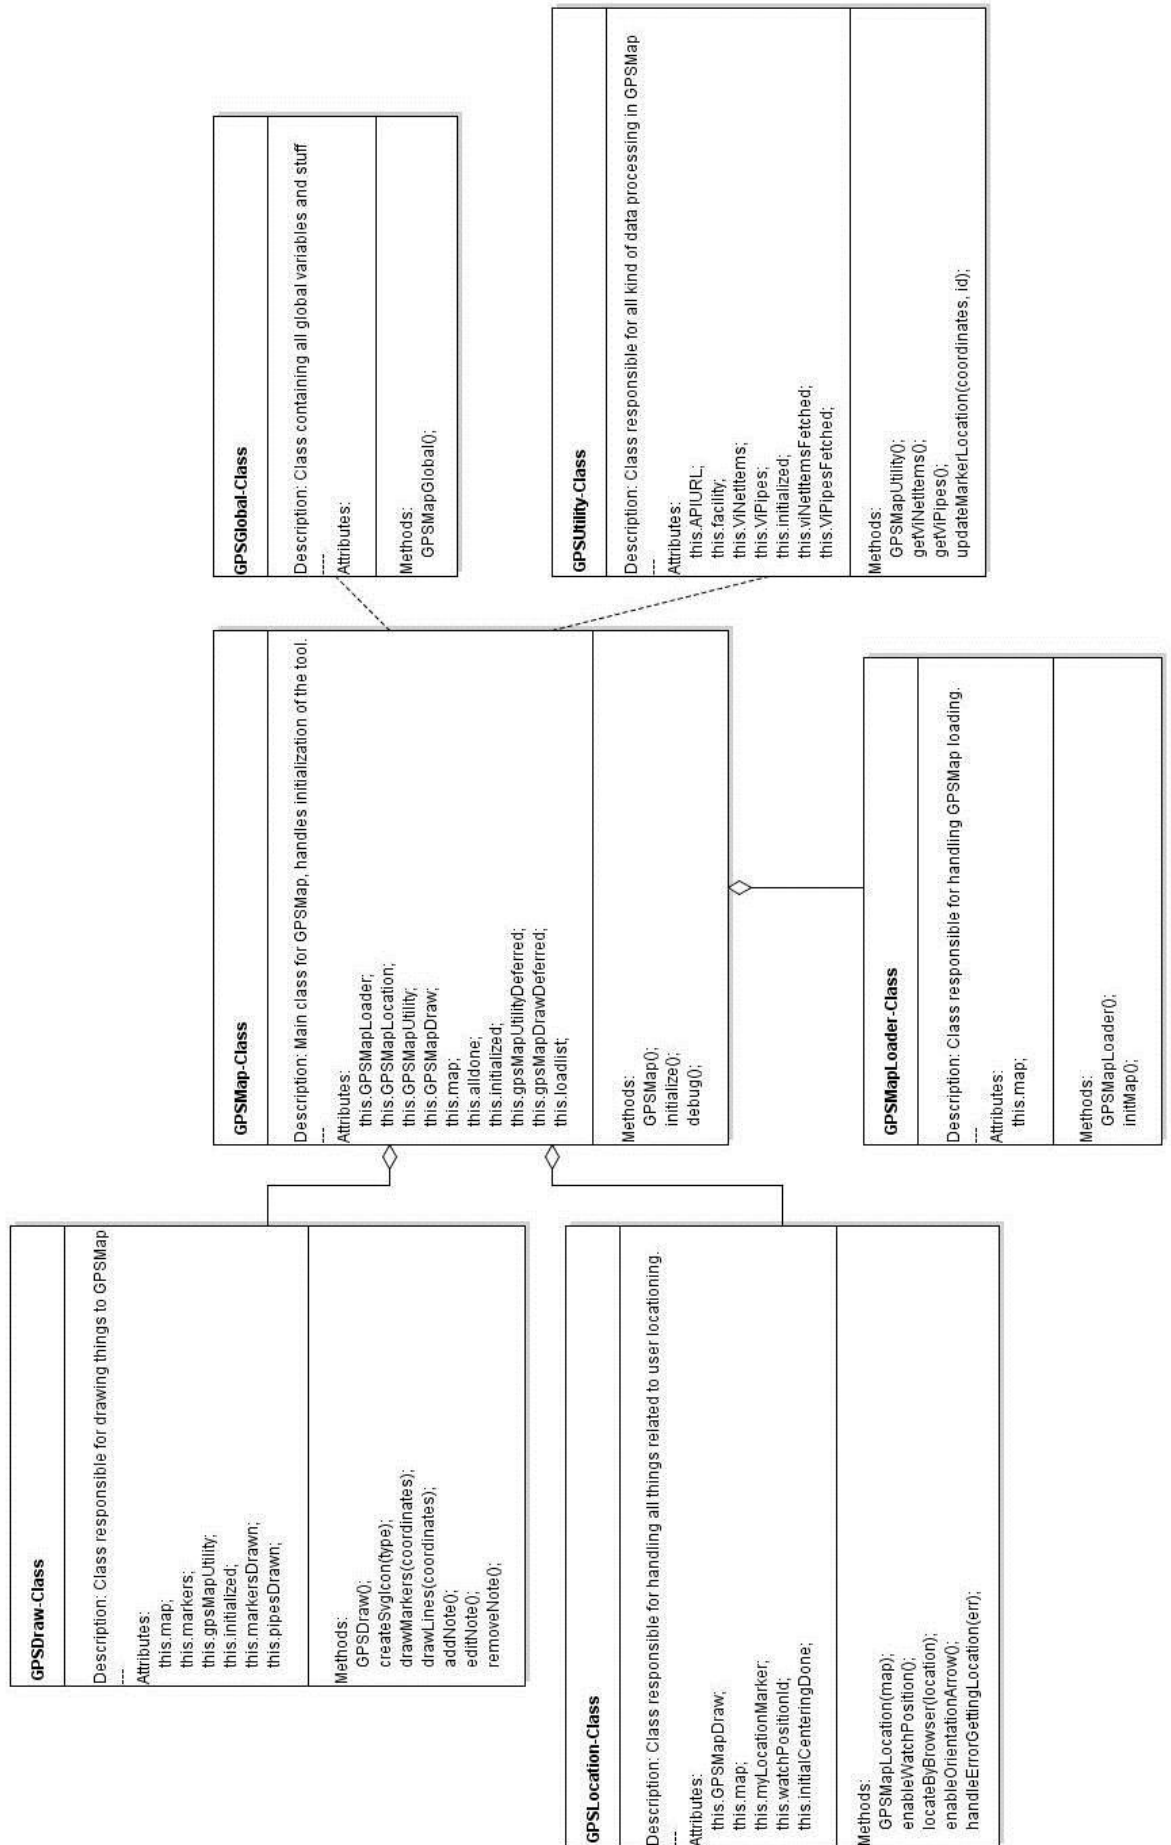 GPSDraw-Class
Description: Class responsible for drawing things to GPSMap
---
Attributes:
this.map;
this.markers;
this.gpsMapUtility;
this.initialized;
this.markersDrawn;
this.pipesDrawn;
Methods:
GPSDraw();
createSvgIcon(type);
drawMarkers(coordinates);
drawLines(coordinates);
addNote();
editNote();
removeNote();
GPSLocation-Class
Description: Class responsible for handling all things related to user locationing.
---
Attributes:
this.GPSMapDraw;
this.map;
this.myLocationMarker;
this.watchPositionId;
this.initialCenteringDone;
Methods:
GPSMapLocation(map);
enableWatchPosition();
locateByBrowser(location);
enableOrientationArrow();
handleErrorGettingLocation(err);
GPSMap-Class
Description: Main class for GPSMap, handles initialization of the tool.
---
Attributes:
this.GPSMapLoader;
this.GPSMapLocation;
this.GPSMapUtility;
this.GPSMapDraw;
this.map;
this.alldone;
this.initialized;
this.gpsMapUtilityDeferred;
this.gpsMapDrawDeferred;
this.loadlist;
Methods:
GPSMap();
initialize();
debug();
GPSMapLoader-Class
Description: Class responsible for handling GPSMap loading.
---
Attributes:
this.map;
Methods:
GPSMapLoader();
initMap();
GPSGlobal-Class
Description: Class containing all global variables and stuff
---
Attributes:
Methods:
GPSMapGlobal();
GPSUtility-Class
Description: Class responsible for all kind of data processing in GPSMap
---
Attributes:
this.APIURL;
this.facility;
this.ViNetItems;
this.ViPipes;
this.initialized;
this.viNetItemsFetched;
this.ViPipesFetched;
Methods:
GPSMapUtility();
getViNetItems();
getViPipes();
updateMarkerLocation(coordinates, id);